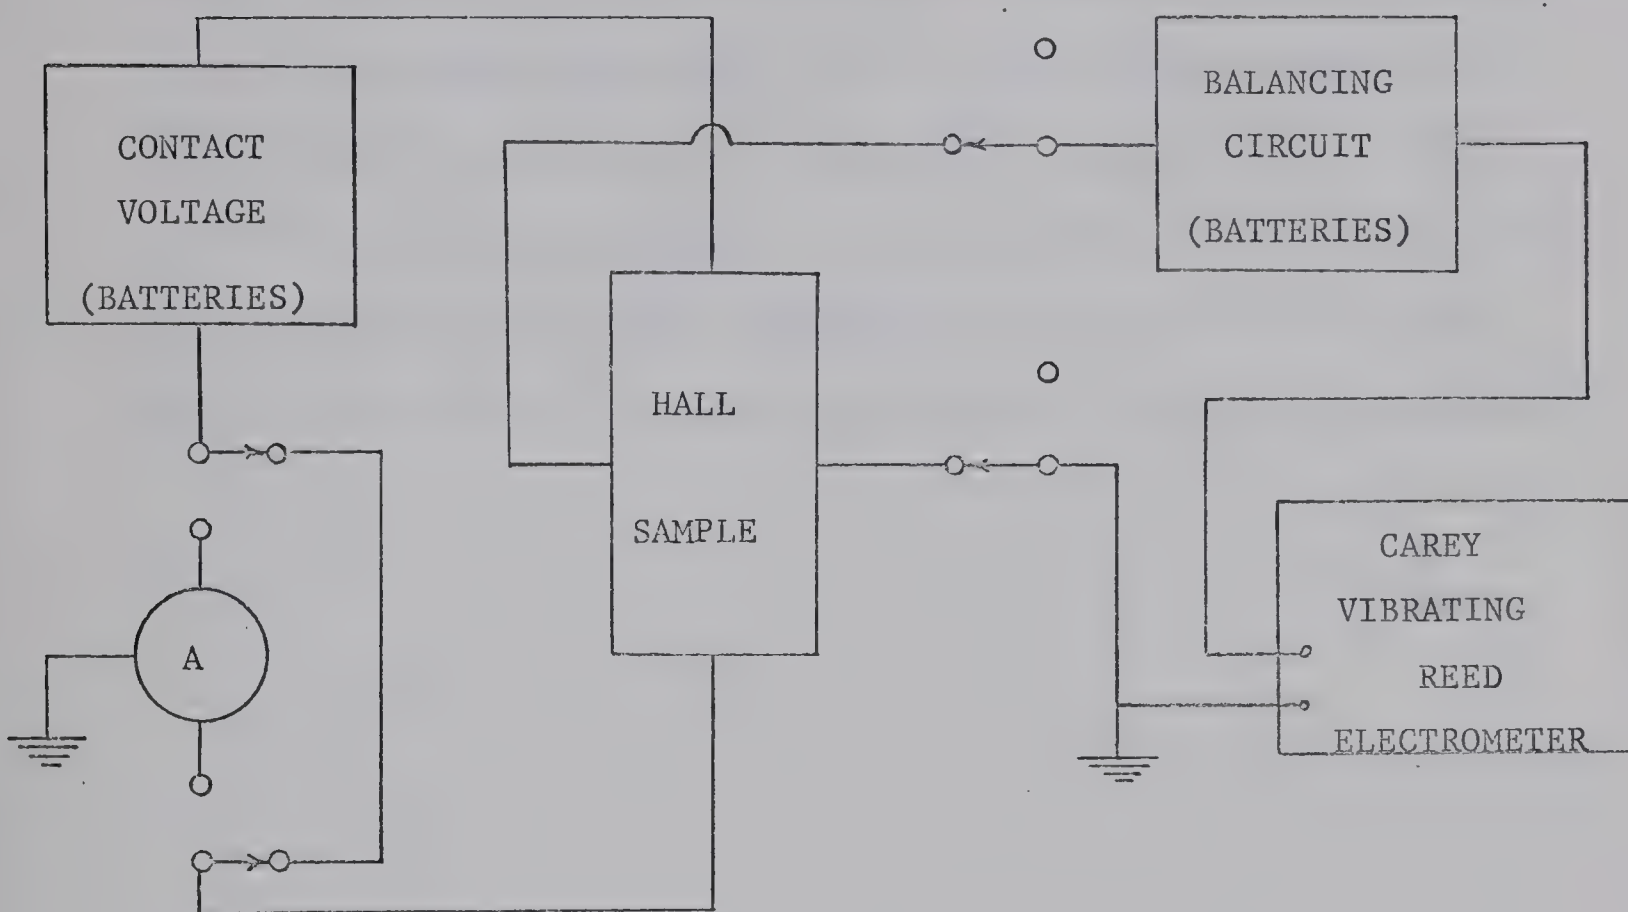 CONTACT
VOLTAGE
(BATTERIES)
BALANCING
CIRCUIT
(BATTERIES)
HALL
SAMPLE
A
CAREY
VIBRATING
REED
ELECTROMETER